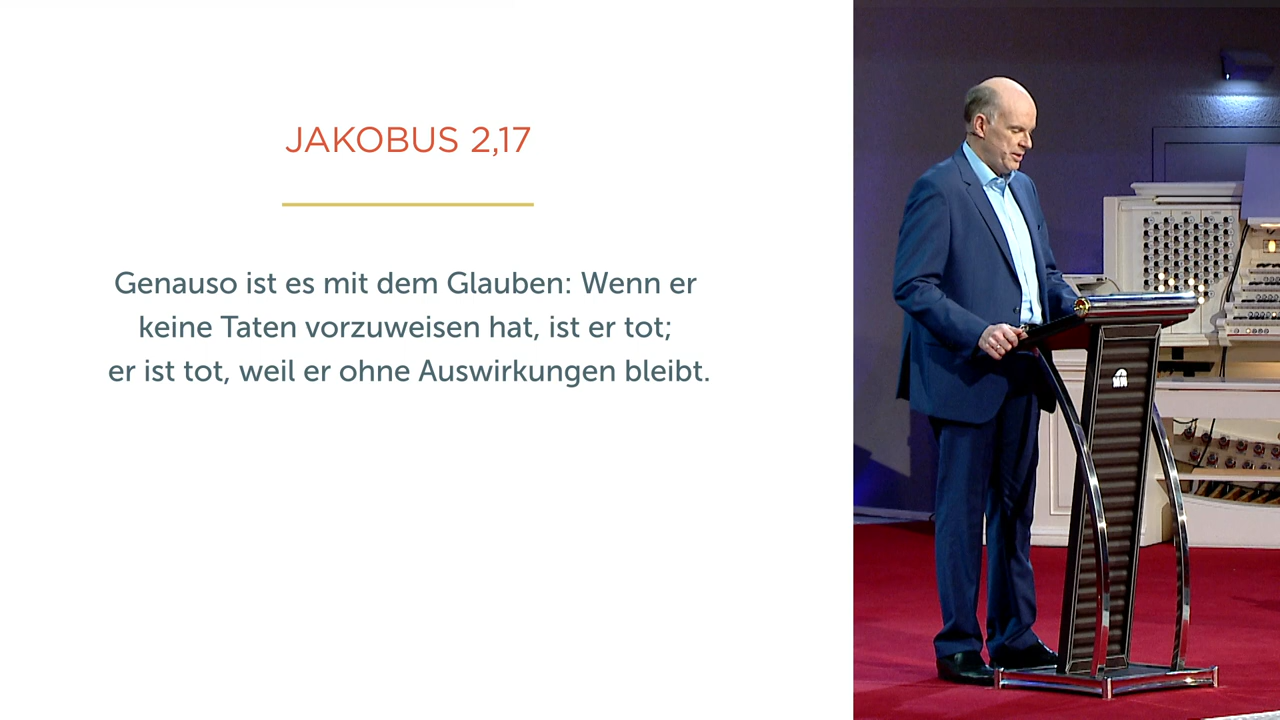 JAKOBUS 2,17
Genauso ist es mit dem Glauben: Wenn er
keine Taten vorzuweisen hat, ist er tot;
er ist tot, weil er ohne Auswirkungen bleibt.